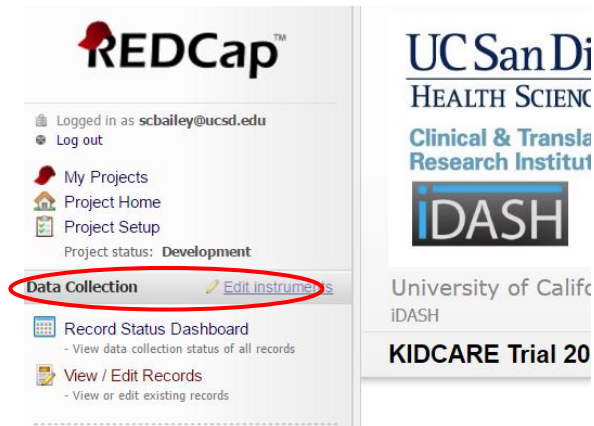 REDCap™
Logged in as scbailey@ucsd.edu
Log out
My Projects
Project Home
Project Setup
Project status: Development
Data Collection Edit instruments
Record Status Dashboard
- View data collection status of all records
View / Edit Records
- View or edit existing records
UC San Di
HEALTH SCIENC
Clinical & Transla
Research Institut
iDASH
University of Califo
iDASH
KIDCARE Trial 20